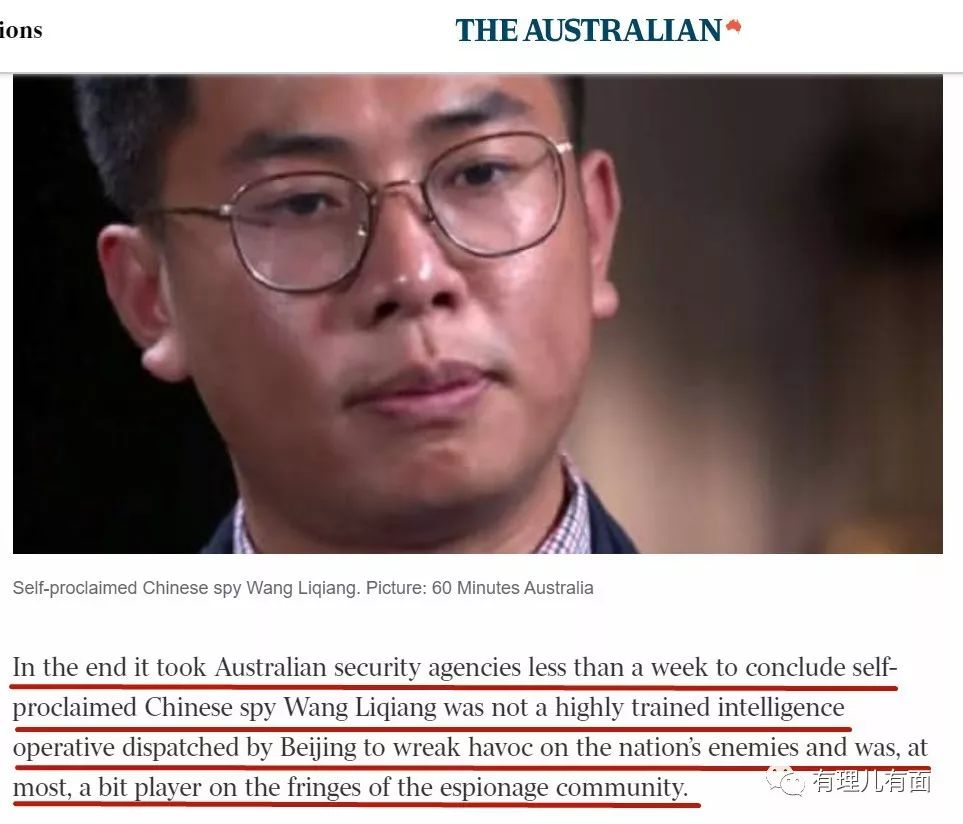 ions
THE AUSTRALIAN
Self-proclaimed Chinese spy Wang Liqiang. Picture: 60 Minutes Australia
In the end it took Australian security agencies less than a week to conclude self-
proclaimed Chinese spy Wang Liqiang was not a highly trained intelligence
operative dispatched by Beijing to wreak havoc on the nation’s enemies and was, at
most, a bit player on the fringes of the espionage community.
有理儿有面